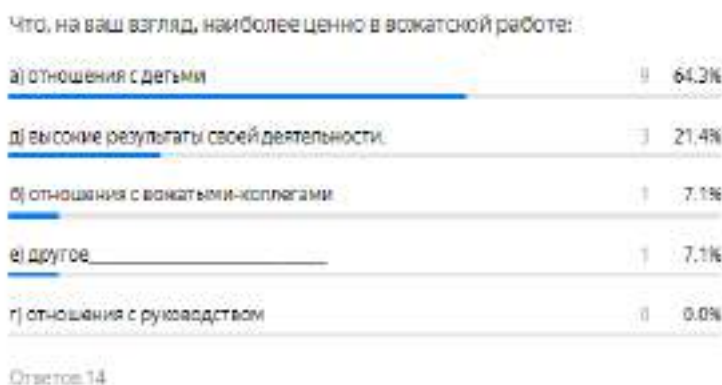 Что, на ваш взгляд, наиболее ценно в вожатской работе:
а) отношения с детьми 9 64.3%
д) высокие результаты своей деятельности. 3 21.4%
б) отношения с вожатыми-коллегами 1 7.1%
е) другое____________________________ 1 7.1%
г) отношения с руководством 0 0.0%
Ответов: 14